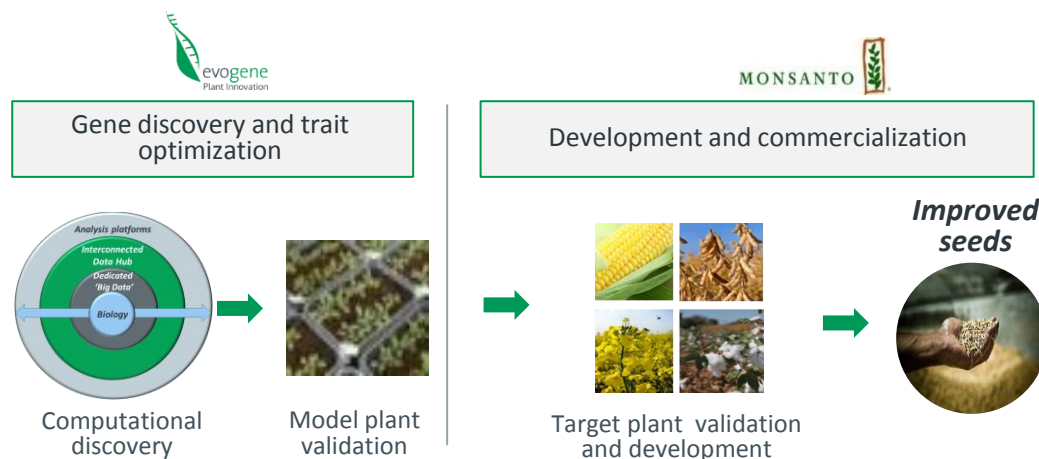 evogene
Plant Innovation
MONSANTO
Gene discovery and trait
optimization
Development and commercialization
Analysis platforms
Interconnected
Data Hub
Dedicated
'Big Data'
Biology
Improved
seeds
Computational
discovery
Model plant
validation
Target plant validation
and development